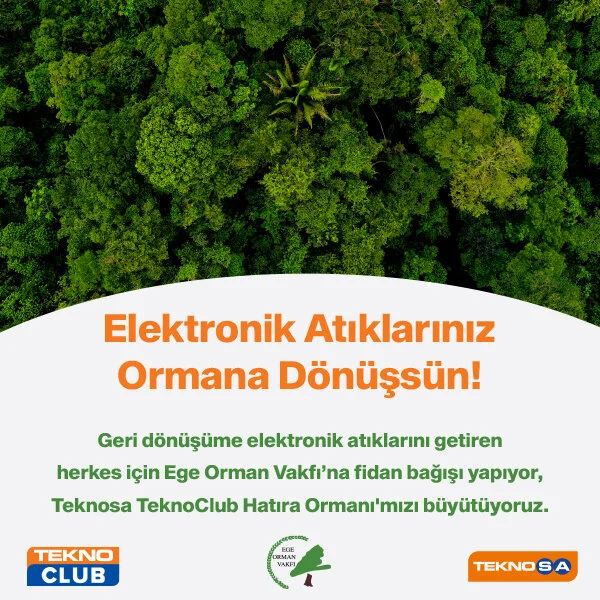 Elektronik Atıklarınız
Ormana Dönüşsün!
Geri dönüşüme elektronik atıklarını getiren
herkes için Ege Orman Vakfı’na fidan bağışı yapıyor,
Teknosa TeknoClub Hatıra Ormanı'mızı büyütüyoruz.
TEKNO
CLUB
EGE
ORMAN
VAKFI
TEKNOSA